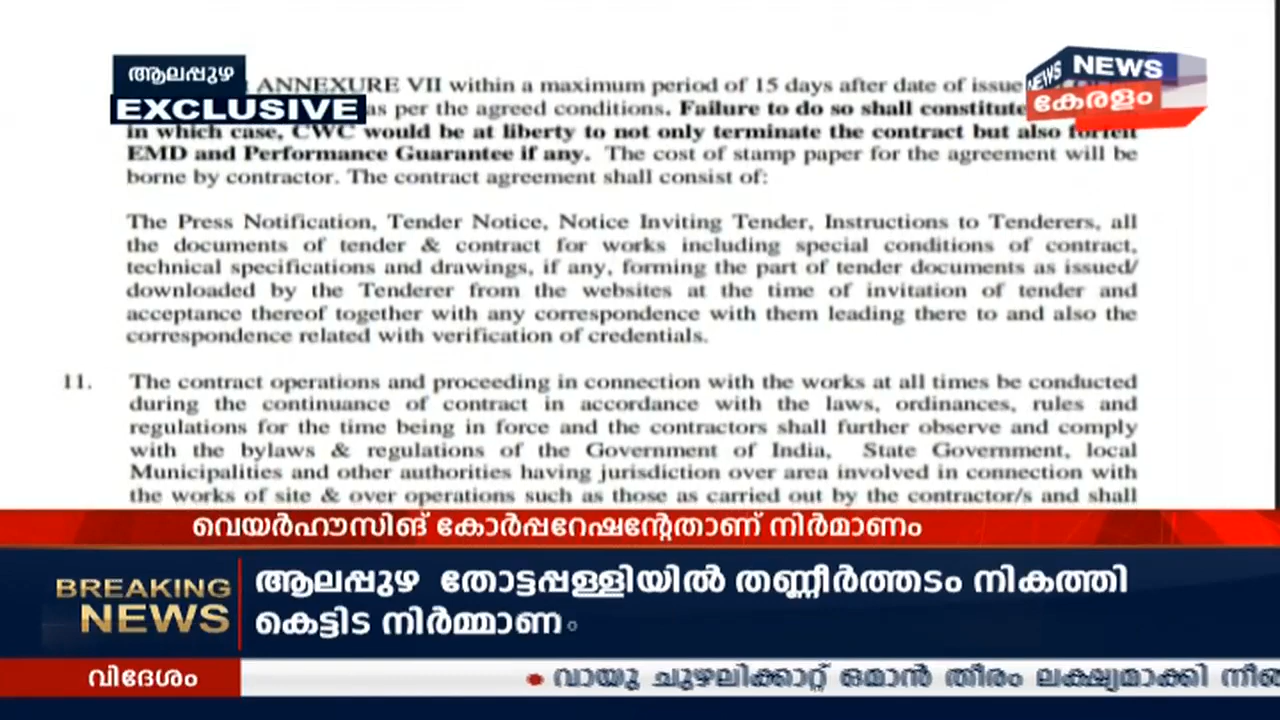 ആലപ്പുഴ
EXCLUSIVE
NEWS NEWS
കേരളം
ANNEXURE VII within a maximum period of 15 days after date of issue
as per the agreed conditions. Failure to do so shall constitute
in which case, CWC would be at liberty to not only terminate the contract but also forfeit
EMD and Performance Guarantee if any. The cost of stamp paper for the agreement will be
borne by contractor. The contract agreement shall consist of:
The Press Notification, Tender Notice, Notice Inviting Tender, Instructions to Tenderers, all
the documents of tender & contract for works including special conditions of contract,
technical specifications and drawings, if any, forming the part of tender documents as issued/
downloaded by the Tenderer from the websites at the time of invitation of tender and
acceptance thereof together with any correspondence with them leading there to and also the
correspondence related with verification of credentials.
11. The contract operations and proceeding in connection with the works at all times be conducted
during the continuance of contract in accordance with the laws, ordinances, rules and
regulations for the time being in force and the contractors shall further observe and comply
with the bylaws & regulations of the Government of India, State Government, local
Municipalities and other authorities having jurisdiction over area involved in connection with
the works of site & over operations such as those as carried out by the contractor/s and shall
വെയർഹൗസിങ് കോർപ്പറേഷന്റേതാണ് നിർമാണം
BREAKING
NEWS
ആലപ്പുഴ തോട്ടപ്പള്ളിയിൽ തണ്ണീർത്തടം നികത്തി
കെട്ടിട നിർമ്മാണം
വിദേശം
വായു ചുഴലിക്കാറ്റ് ഒമാൻ തീരം ലക്ഷ്യമാക്കി